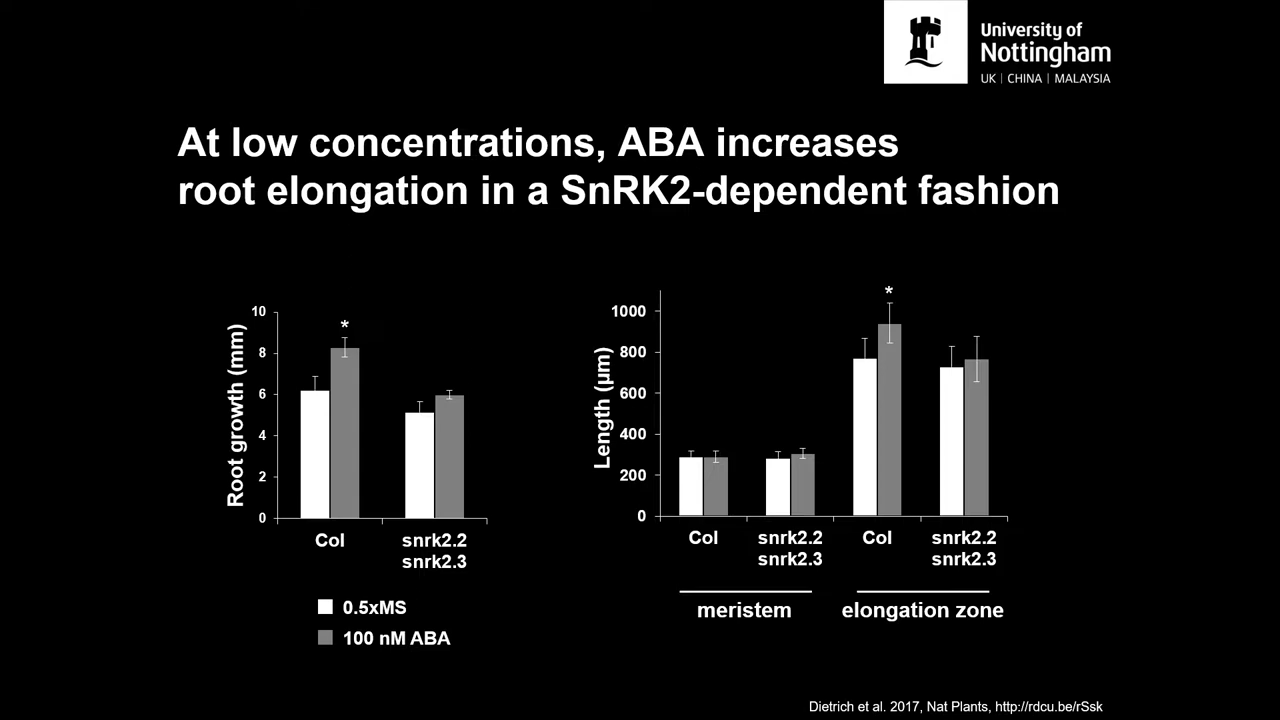 University of
Nottingham
UK | CHINA | MALAYSIA
At low concentrations, ABA increases
root elongation in a SnRK2-dependent fashion
Root growth (mm)
10
8
6
4
2
0
*
Col
snrk2.2
snrk2.3
0.5xMS
100 nM ABA
Length (µm)
1000
800
600
400
200
0
*
Col
snrk2.2
snrk2.3
Col
snrk2.2
snrk2.3
meristem
elongation zone
Dietrich et al. 2017, Nat Plants, http://rdcu.be/rSsk